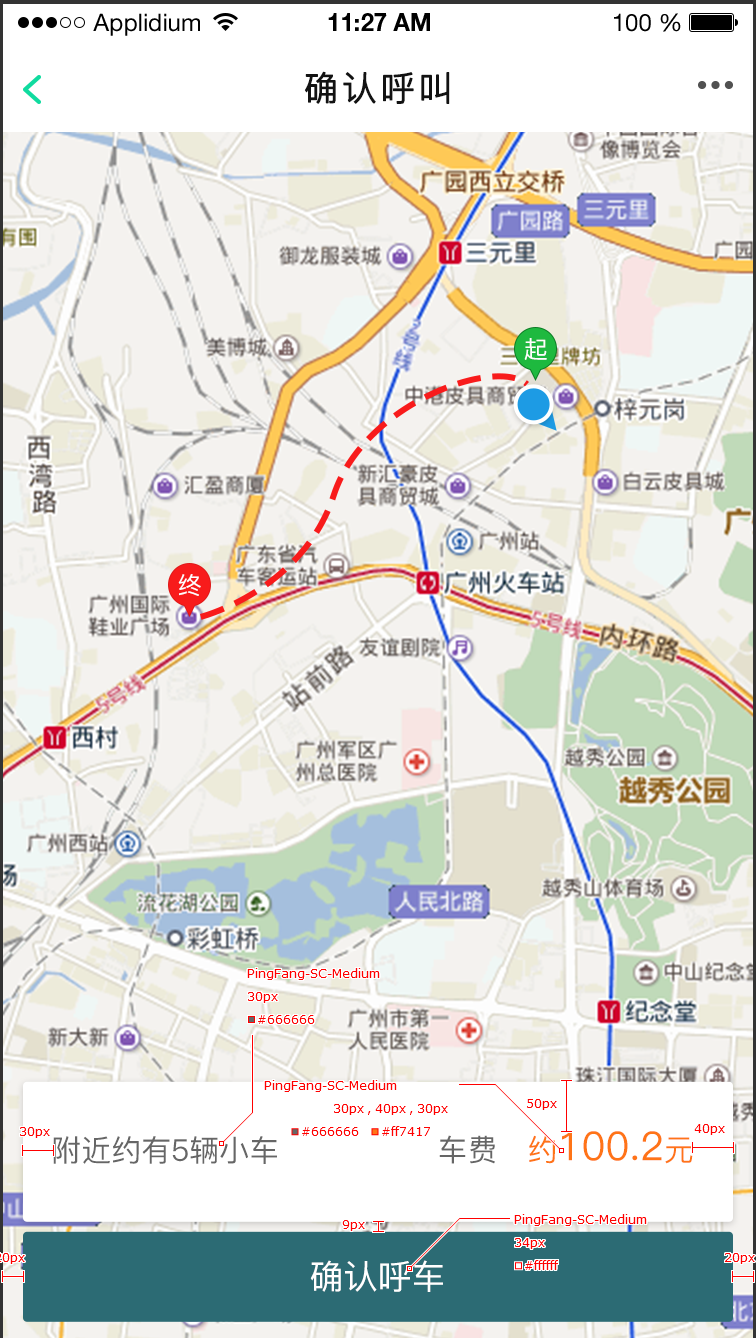 Applidium
11:27 AM
100 %
确认呼叫
像博览会
广园西立交桥
三元里
广园路
有围
三元里
广园
御龙服装城
美博城
起
牌坊
中港皮具商贸
梓元岗
西湾路
汇盈商厦
新汇豪皮
具商贸城
白云皮具城
广州站
广
广东省汽
车客运站
终
广州火车站
广州国际
鞋业广场
5号线
内环路
友谊剧院
站前路
5号线
西村
广州军区广
州总医院
越秀公园
越秀公园
广州西站
场
越秀山体育场
流花湖公园
人民北路
彩虹桥
中山纪念
PingFang-SC-Medium
30px
#666666
纪念堂
广州市第一
人民医院
新大新
珠江国际大厦
PingFang-SC-Medium
30px , 40px , 30px
#666666 #ff7417
50px
30px
40px
附近约有5辆小车
车费
约100.2元
9px
PingFang-SC-Medium
34px
#ffffff
20px
20px
确认呼车